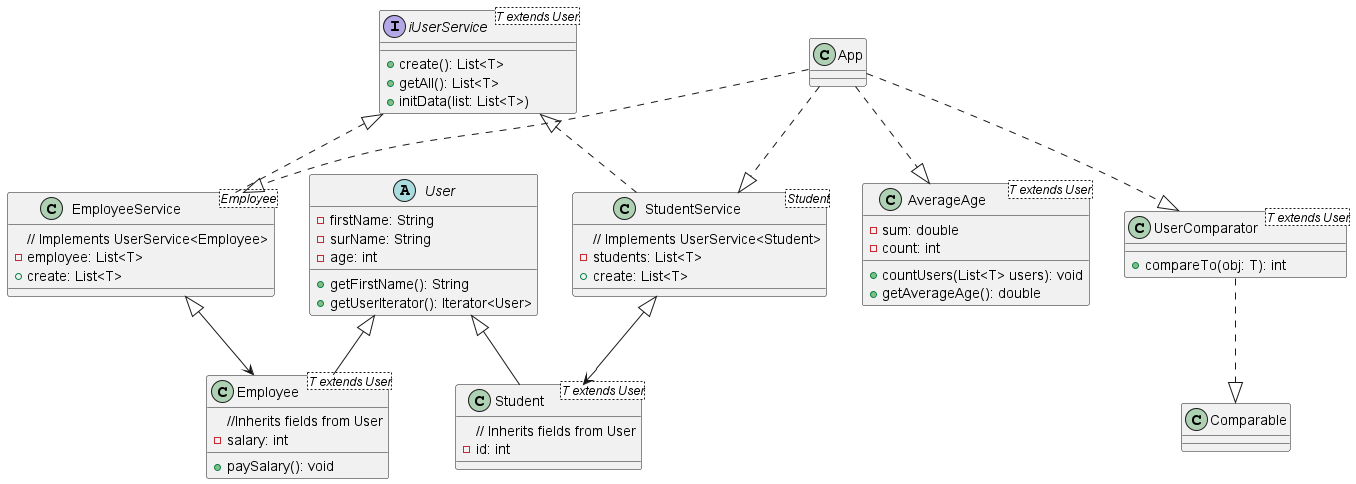 I iUserService
T extends User
create(): List<T>
getAll(): List<T>
initData(list: List<T>)
C App
C EmployeeService
Employee
// Implements UserService<Employee>
employee: List<T>
create: List<T>
A User
firstName: String
surName: String
age: int
getFirstName(): String
getUserIterator(): Iterator<User>
C StudentService
Student
// Implements UserService<Student>
students: List<T>
create: List<T>
C AverageAge
T extends User
sum: double
count: int
countUsers(List<T> users): void
getAverageAge(): double
C UserComparator
T extends User
compareTo(obj: T): int
C Employee
T extends User
//Inherits fields from User
salary: int
paySalary(): void
C Student
T extends User
// Inherits fields from User
id: int
C Comparable